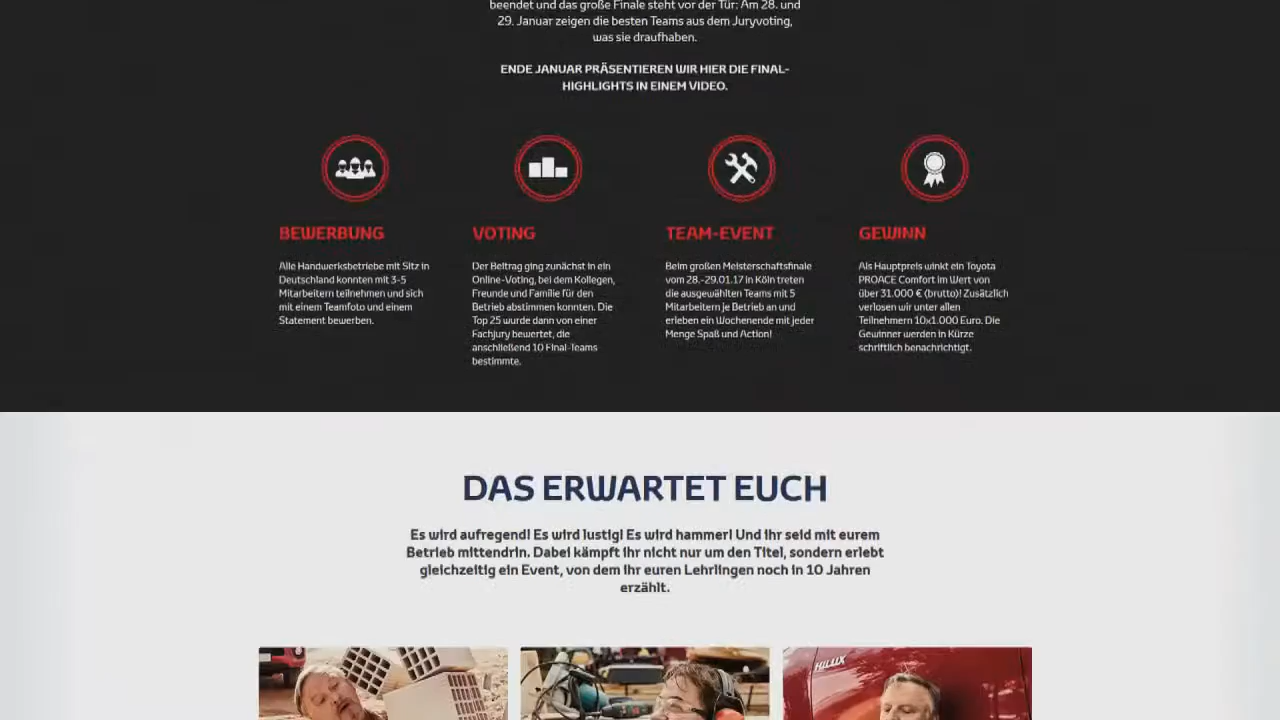 beendet und das große Finale steht vor der Tür: Am 28. und
29. Januar zeigen die besten Teams aus dem Juryvoting,
was sie draufhaben.
ENDE JANUAR PRÄSENTIEREN WIR HIER DIE FINAL-
HIGHLIGHTS IN EINEM VIDEO.
BEWERBUNG
Alle Handwerksbetriebe mit Sitz in
Deutschland konnten mit 3-5
Mitarbeitern teilnehmen und sich
mit einem Teamfoto und einem
Statement bewerben.
VOTING
Der Beitrag ging zunächst in ein
Online-Voting, bei dem Kollegen,
Freunde und Familie für den
Betrieb abstimmen konnten. Die
Top 25 wurde dann von einer
Fachjury bewertet, die
anschließend 10 Final-Teams
bestimmte.
TEAM-EVENT
Beim großen Meisterschaftsfinale
vom 28.-29.01.17 in Köln treten
die ausgewählten Teams mit 5
Mitarbeitern je Betrieb an und
erleben ein Wochenende mit jeder
Menge Spaß und Action!
GEWINN
Als Hauptpreis winkt ein Toyota
PROACE Comfort im Wert von
über 31.000 € (brutto)! Zusätzlich
verlosen wir unter allen
Teilnehmern 10x1.000 Euro. Die
Gewinner werden in Kürze
schriftlich benachrichtigt.
DAS ERWARTET EUCH
Es wird aufregend! Es wird lustig! Es wird hammer! Und ihr seid mit eurem
Betrieb mittendrin. Dabei kämpft ihr nicht nur um den Titel, sondern erlebt
gleichzeitig ein Event, von dem ihr euren Lehrlingen noch in 10 Jahren
erzählt.
HILUX